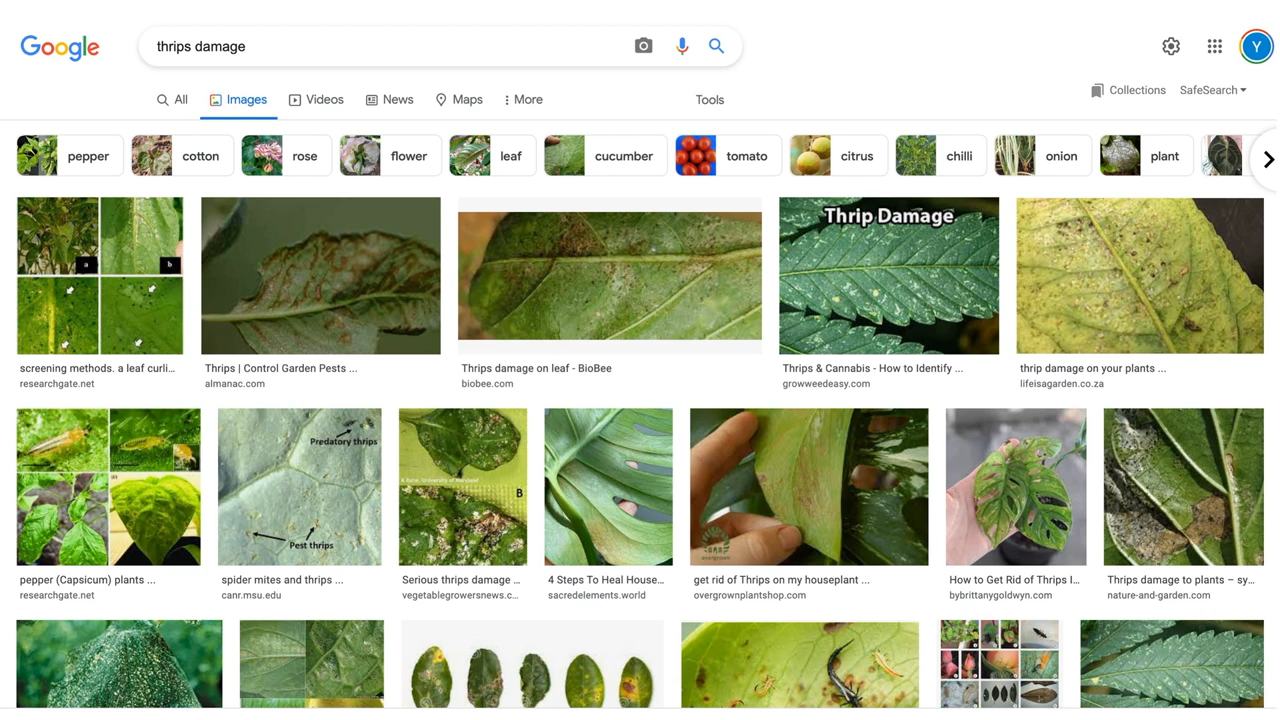 Google
thrips damage
Y
All
Images
Videos
News
Maps
More
Tools
Collections
SafeSearch
pepper
cotton
rose
flower
leaf
cucumber
tomato
citrus
chilli
onion
plant
a
b
Thrip Damage
screening methods. a leaf curli...
researchgate.net
Thrips | Control Garden Pests ...
almanac.com
Thrips damage on leaf - BioBee
biobee.com
Thrips & Cannabis - How to Identify ...
growweedeasy.com
thrip damage on your plants ...
lifeisagarden.co.za
Predatory thrips
Pest thrips
B
pepper (Capsicum) plants ...
researchgate.net
spider mites and thrips ...
canr.msu.edu
Serious thrips damage ...
vegetablegrowersnews.c...
4 Steps To Heal House...
sacredelements.world
get rid of Thrips on my houseplant ...
overgrownplantshop.com
How to Get Rid of Thrips I...
bybrittanygoldwyn.com
Thrips damage to plants – sy...
nature-and-garden.com